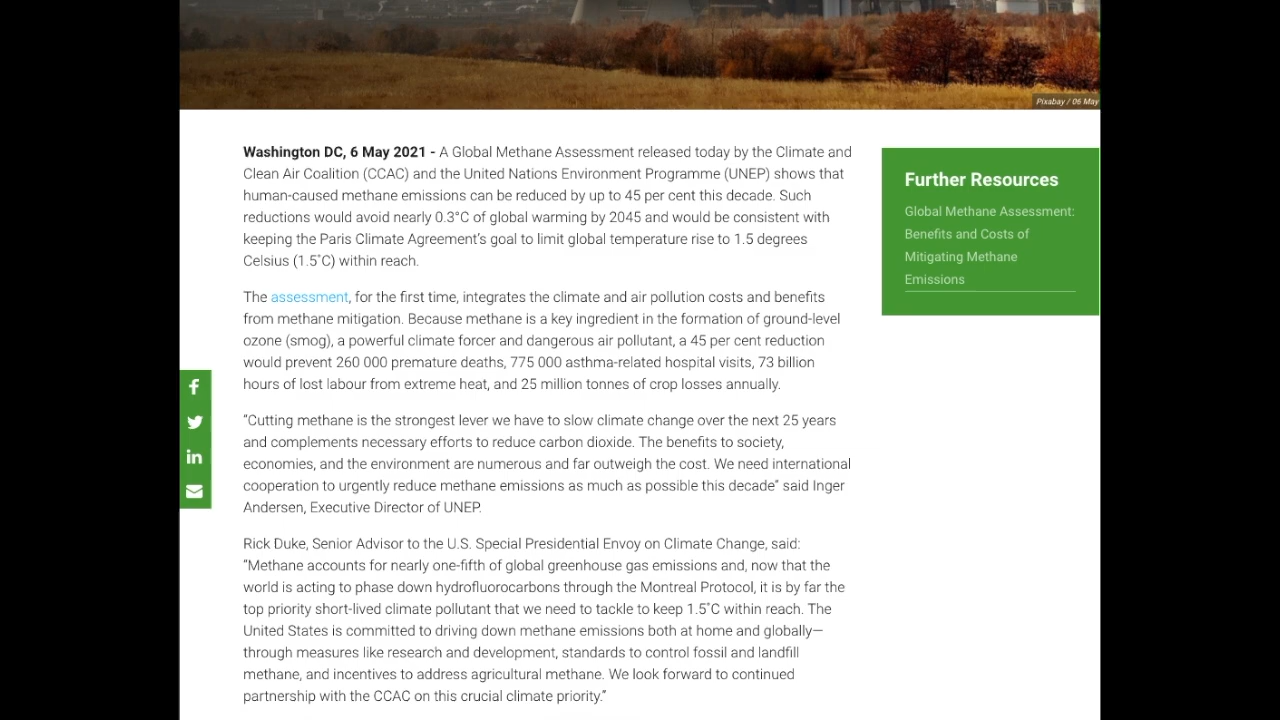 Pixabay / 06 May
Washington DC, 6 May 2021 - A Global Methane Assessment released today by the Climate and
Clean Air Coalition (CCAC) and the United Nations Environment Programme (UNEP) shows that
human-caused methane emissions can be reduced by up to 45 per cent this decade. Such
reductions would avoid nearly 0.3°C of global warming by 2045 and would be consistent with
keeping the Paris Climate Agreement's goal to limit global temperature rise to 1.5 degrees
Celsius (1.5˚C) within reach.
The assessment, for the first time, integrates the climate and air pollution costs and benefits
from methane mitigation. Because methane is a key ingredient in the formation of ground-level
ozone (smog), a powerful climate forcer and dangerous air pollutant, a 45 per cent reduction
would prevent 260 000 premature deaths, 775 000 asthma-related hospital visits, 73 billion
hours of lost labour from extreme heat, and 25 million tonnes of crop losses annually.
“Cutting methane is the strongest lever we have to slow climate change over the next 25 years
and complements necessary efforts to reduce carbon dioxide. The benefits to society,
economies, and the environment are numerous and far outweigh the cost. We need international
cooperation to urgently reduce methane emissions as much as possible this decade” said Inger
Andersen, Executive Director of UNEP.
Rick Duke, Senior Advisor to the U.S. Special Presidential Envoy on Climate Change, said:
“Methane accounts for nearly one-fifth of global greenhouse gas emissions and, now that the
world is acting to phase down hydrofluorocarbons through the Montreal Protocol, it is by far the
top priority short-lived climate pollutant that we need to tackle to keep 1.5˚C within reach. The
United States is committed to driving down methane emissions both at home and globally—
through measures like research and development, standards to control fossil and landfill
methane, and incentives to address agricultural methane. We look forward to continued
partnership with the CCAC on this crucial climate priority.”
Further Resources
Global Methane Assessment:
Benefits and Costs of
Mitigating Methane
Emissions